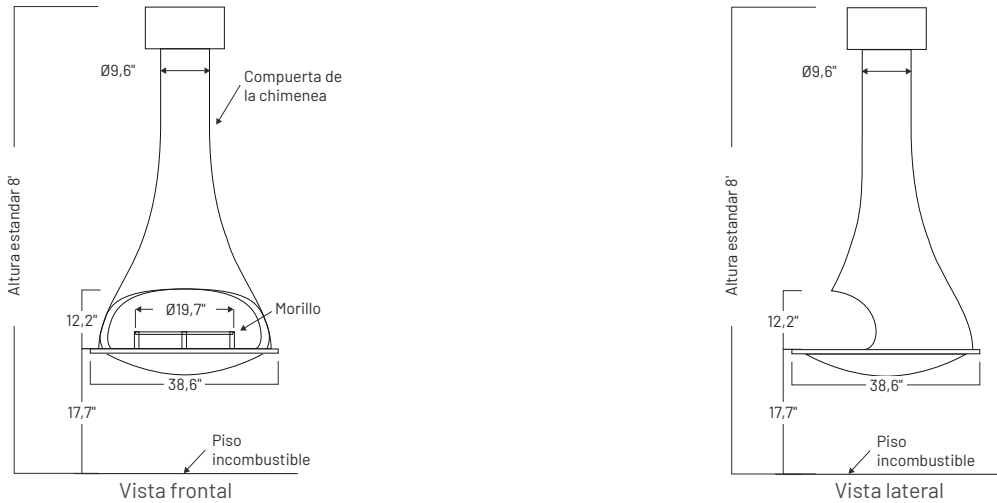 Altura estandar 8'
Ø9,6"
Compuerta de
la chimenea
12,2"
Ø19,7"
Morillo
38,6"
17,7"
Piso
incombustible
Vista frontal
Altura estandar 8'
Ø9,6"
12,2"
38,6"
17,7"
Piso
incombustible
Vista lateral